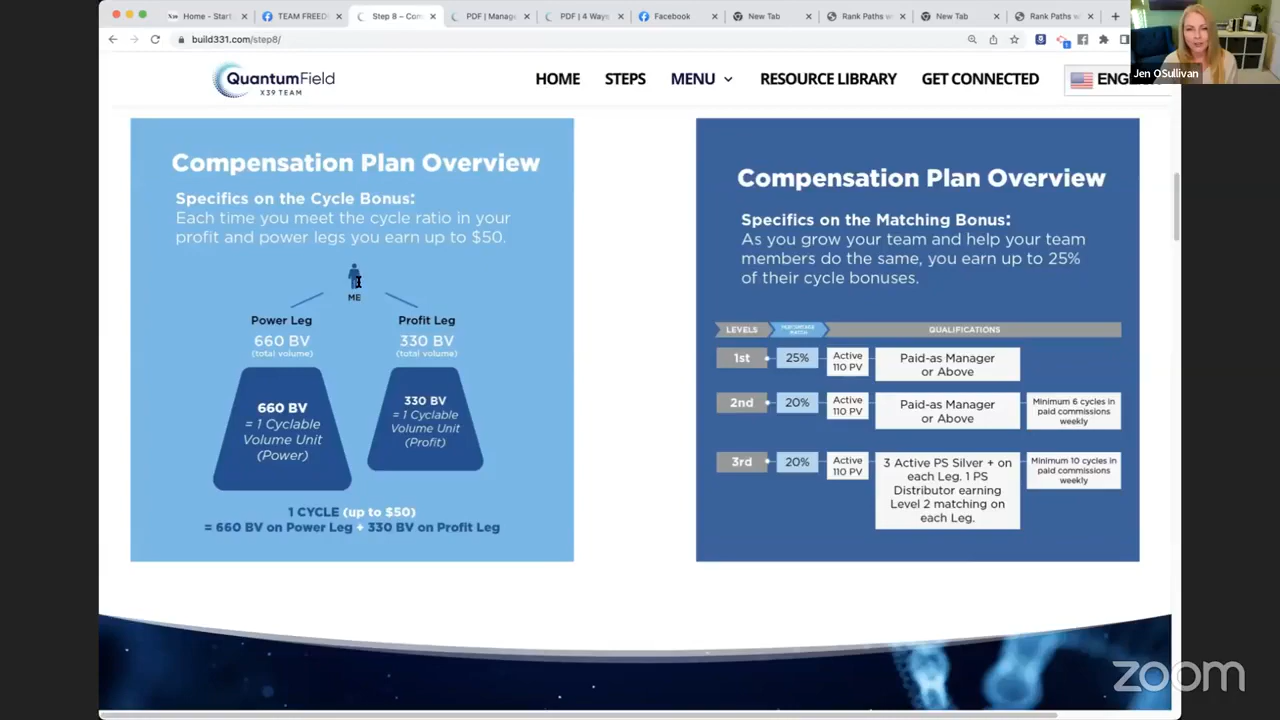 Home - Start
TEAM FREED
Step 8 – Com
PDF | Manage
PDF | 4 Ways
Facebook
New Tab
Rank Paths w
New Tab
Rank Paths w
build331.com/step8/
Jen OSullivan
QuantumField
X39 TEAM
HOME
STEPS
MENU
RESOURCE LIBRARY
GET CONNECTED
ENG
Compensation Plan Overview
Specifics on the Cycle Bonus:
Each time you meet the cycle ratio in your
profit and power legs you earn up to $50.
ME
Power Leg
660 BV
(total volume)
Profit Leg
330 BV
(total volume)
660 BV
= 1 Cyclable
Volume Unit
(Power)
330 BV
= 1 Cyclable
Volume Unit
(Profit)
1 CYCLE (up to $50)
= 660 BV on Power Leg + 330 BV on Profit Leg
Compensation Plan Overview
Specifics on the Matching Bonus:
As you grow your team and help your team
members do the same, you earn up to 25%
of their cycle bonuses.
LEVELS
QUALIFICATIONS
1st
25%
Active
110 PV
Paid-as Manager
or Above
2nd
20%
Active
110 PV
Paid-as Manager
or Above
Minimum 6 cycles in
paid commissions
weekly
3rd
20%
Active
110 PV
3 Active PS Silver + on
each Leg. 1 PS
Distributor earning
Level 2 matching on
each Leg.
Minimum 10 cycles in
paid commissions
weekly
zoom